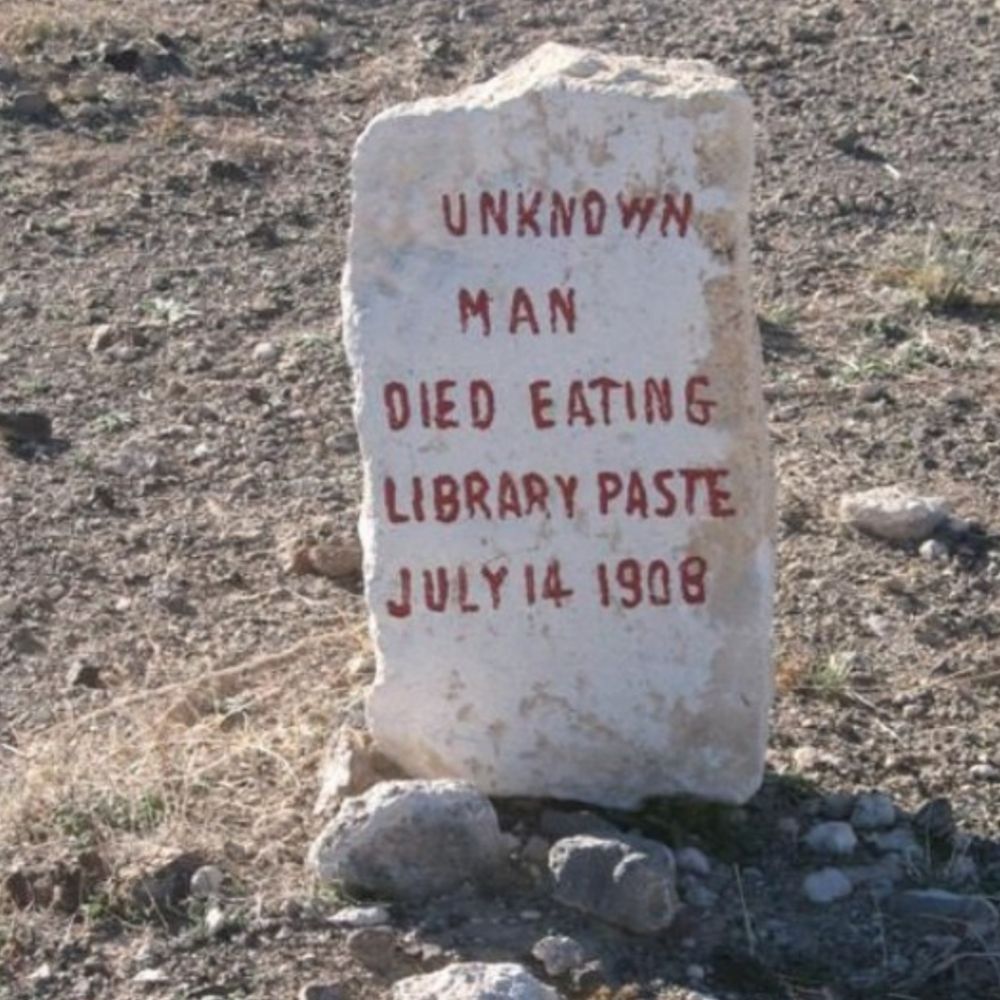 UNKNOWN
MAN
DIED EATING
LIBRARY PASTE
JULY 14 1908